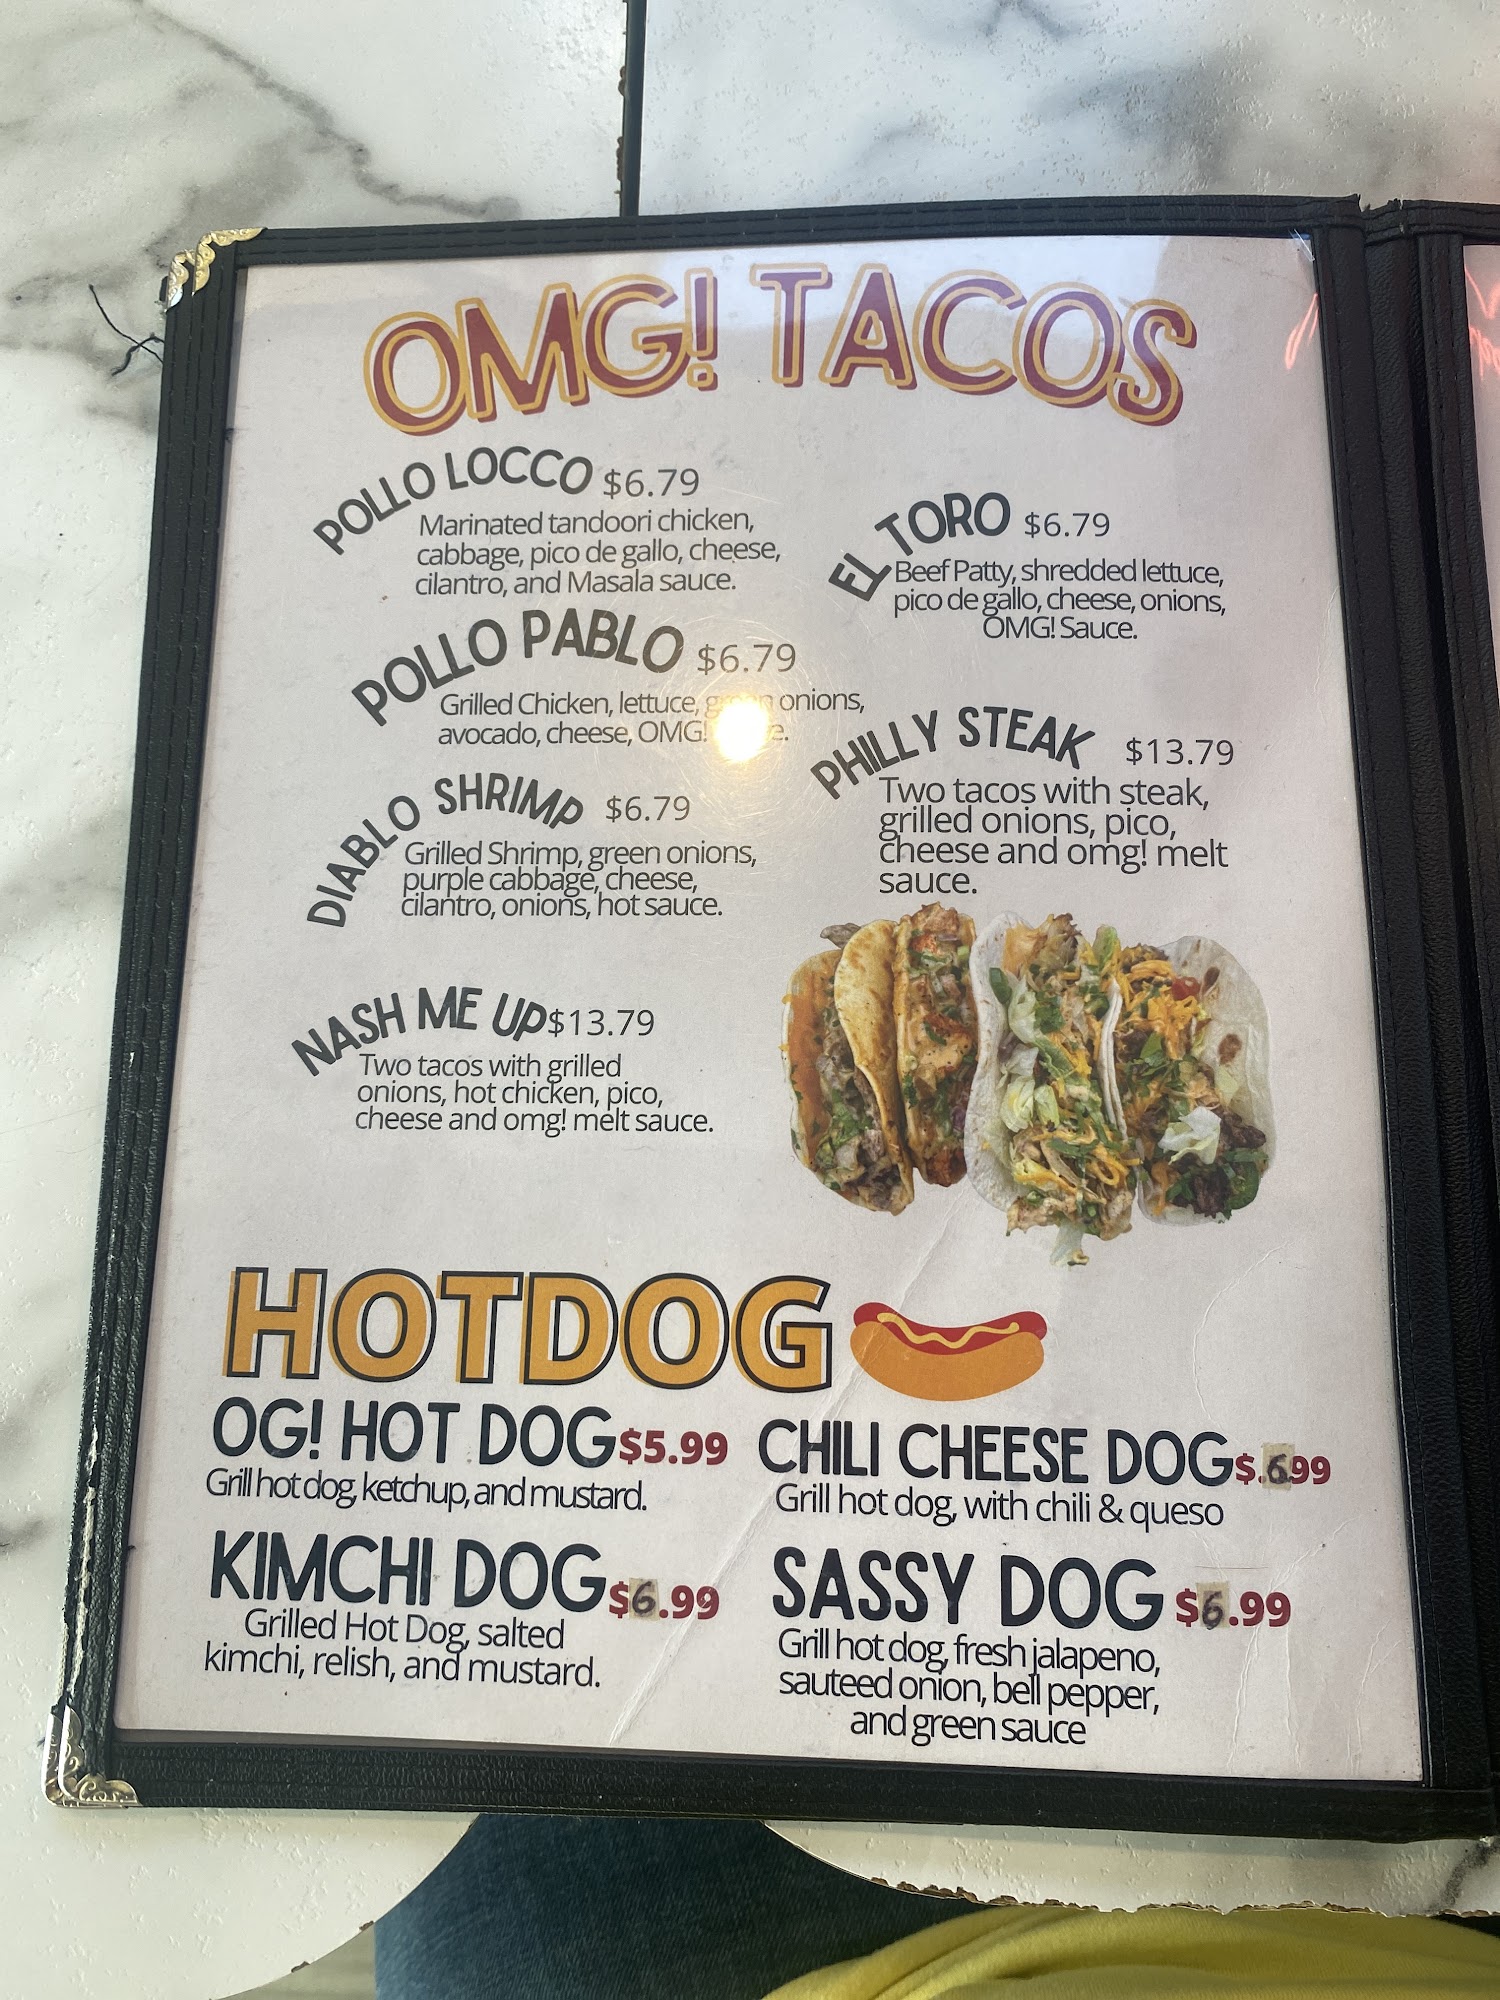 OMG! TACOS
POLLO LOCCO $6.79
Marinated tandoori chicken,
cabbage, pico de gallo, cheese,
cilantro, and Masala sauce.
POLLO PABLO $6.79
Grilled Chicken, lettuce, onions,
avocado, cheese, OMG!
DIABLO SHRIMP $6.79
Grilled Shrimp, green onions,
purple cabbage, cheese,
cilantro, onions, hot sauce.
NASH ME UP $13.79
Two tacos with grilled
onions, hot chicken, pico,
cheese and omg! melt sauce.
EL TORO $6.79
Beef Patty, shredded lettuce,
pico de gallo, cheese, onions,
OMG! Sauce.
PHILLY STEAK $13.79
Two tacos with steak,
grilled onions, pico,
cheese and omg! melt
sauce.
HOTDOG
OG! HOT DOG $5.99
Grill hot dog, ketchup, and mustard.
KIMCHI DOG $6.99
Grilled Hot Dog, salted
kimchi, relish, and mustard.
CHILI CHEESE DOG $.6.99
Grill hot dog, with chili & queso
SASSY DOG $6.99
Grill hot dog, fresh jalapeno,
sauteed onion, bell pepper,
and green sauce